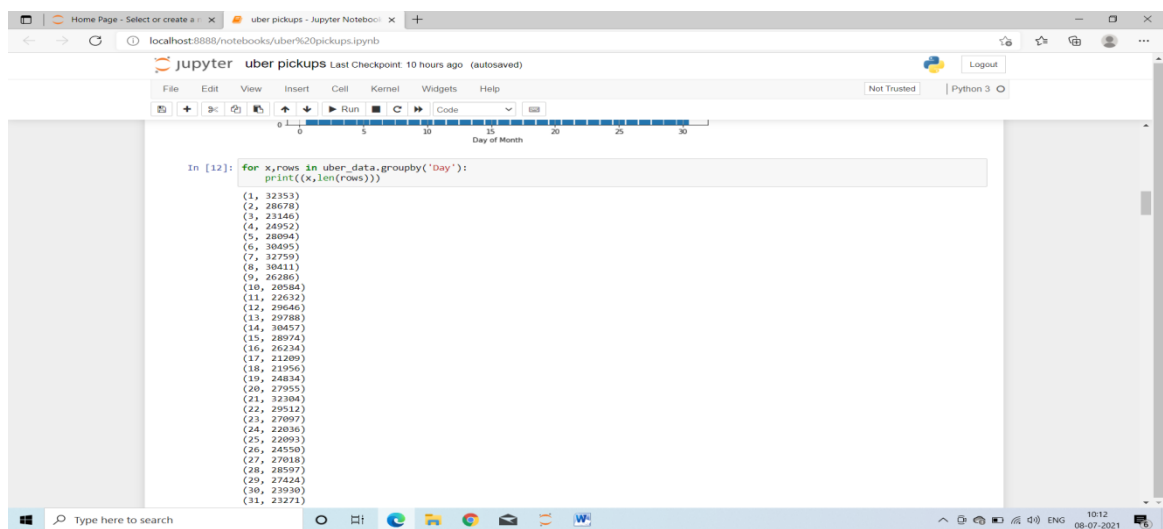 Home Page - Select or create a n
uber pickups - Jupyter Notebook
localhost:8888/notebooks/uber%20pickups.ipynb
jupyter uber pickups Last Checkpoint: 10 hours ago (autosaved)
Logout
File Edit View Insert Cell Kernel Widgets Help
Not Trusted
Python 3
Run
Code
0
0 5 10 15 20 25 30
Day of Month
In [12]: for x,rows in uber_data.groupby('Day'):
print((x,len(rows)))
(1, 32353)
(2, 28678)
(3, 23146)
(4, 24952)
(5, 28094)
(6, 30495)
(7, 32759)
(8, 30411)
(9, 26286)
(10, 20584)
(11, 22632)
(12, 29646)
(13, 29788)
(14, 30457)
(15, 28974)
(16, 26234)
(17, 21209)
(18, 21956)
(19, 24834)
(20, 27955)
(21, 32304)
(22, 29512)
(23, 27097)
(24, 22036)
(25, 22093)
(26, 24550)
(27, 27018)
(28, 28597)
(29, 27424)
(30, 23930)
(31, 23271)
Type here to search
W
ENG
10:12
08-07-2021
6